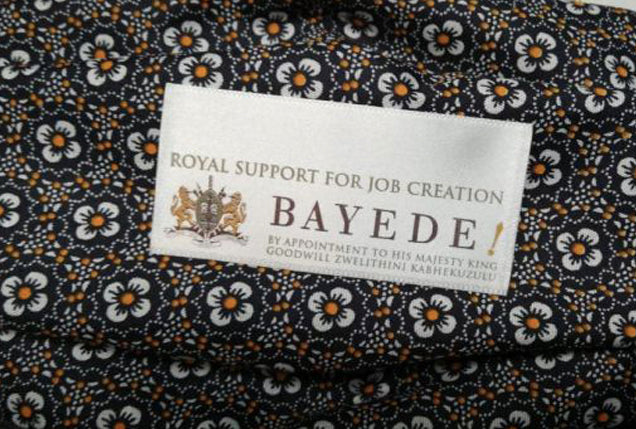 ROYAL SUPPORT FOR JOB CREATION
BAYEDE!
BY APPOINTMENT TO HIS MAJESTY KING
GOODWILL ZWELITHINI KABHEKUZULU